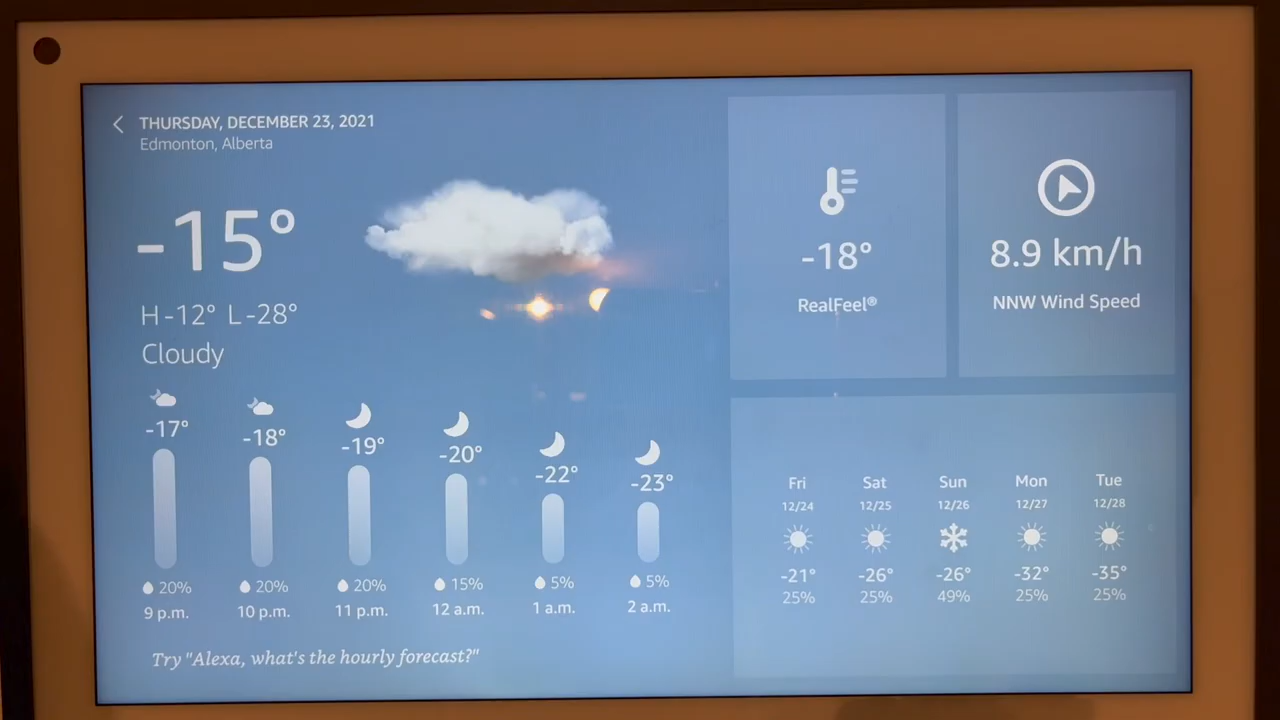 THURSDAY, DECEMBER 23, 2021
Edmonton, Alberta
-15°
H -12° L -28°
Cloudy
-17° -18° -19° -20° -22° -23°
20% 20% 20% 15% 5% 5%
9 p.m. 10 p.m. 11 p.m. 12 a.m. 1 a.m. 2 a.m.
Try "Alexa, what's the hourly forecast?"
-18°
RealFeel®
8.9 km/h
NNW Wind Speed
Fri Sat Sun Mon Tue
12/24 12/25 12/26 12/27 12/28
-21° -26° -26° -32° -35°
25% 25% 49% 25% 25%